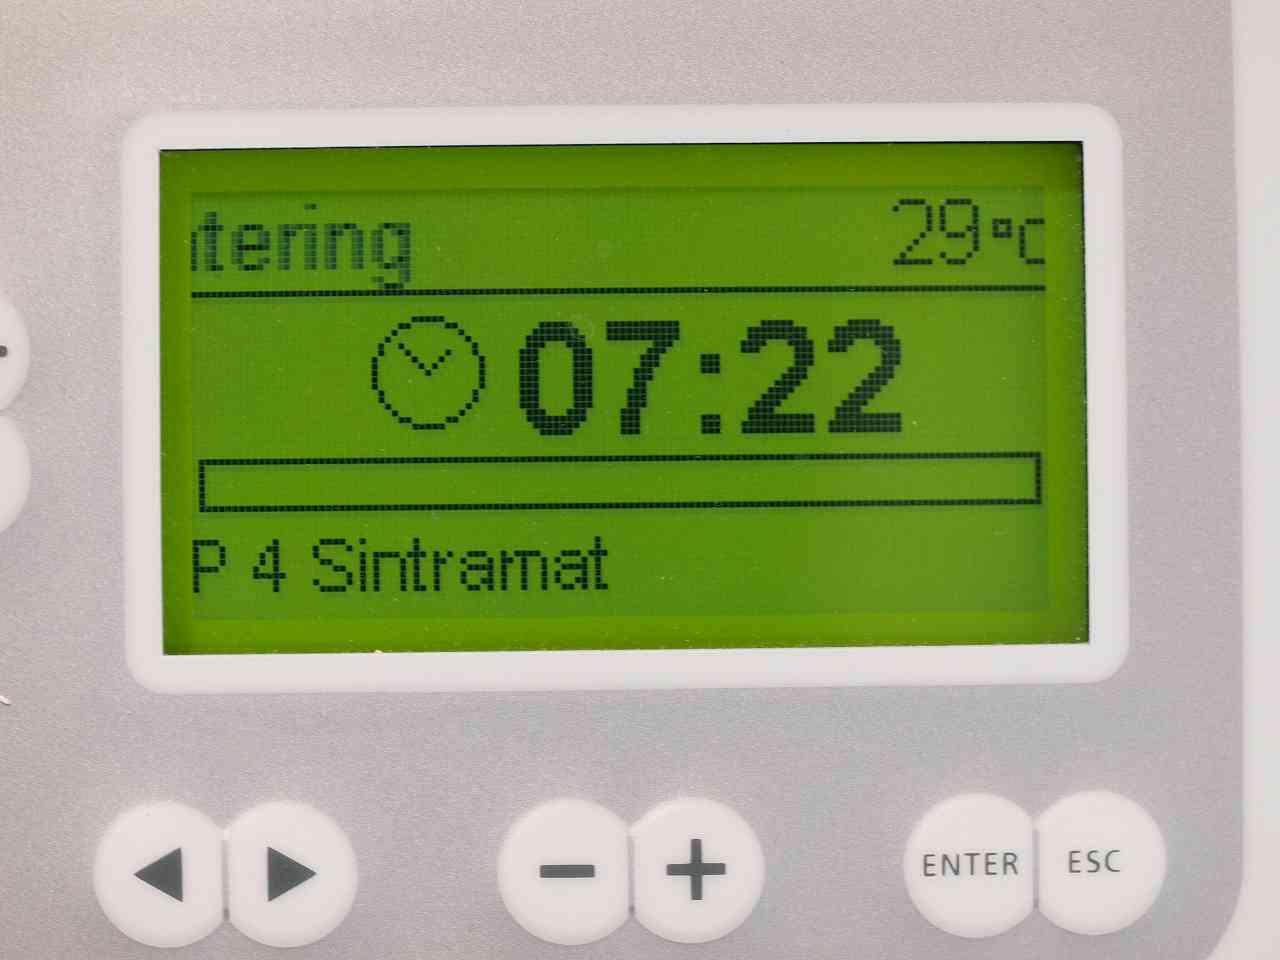 tering 29°C
07:22
P 4 Sintramat
ENTER ESC